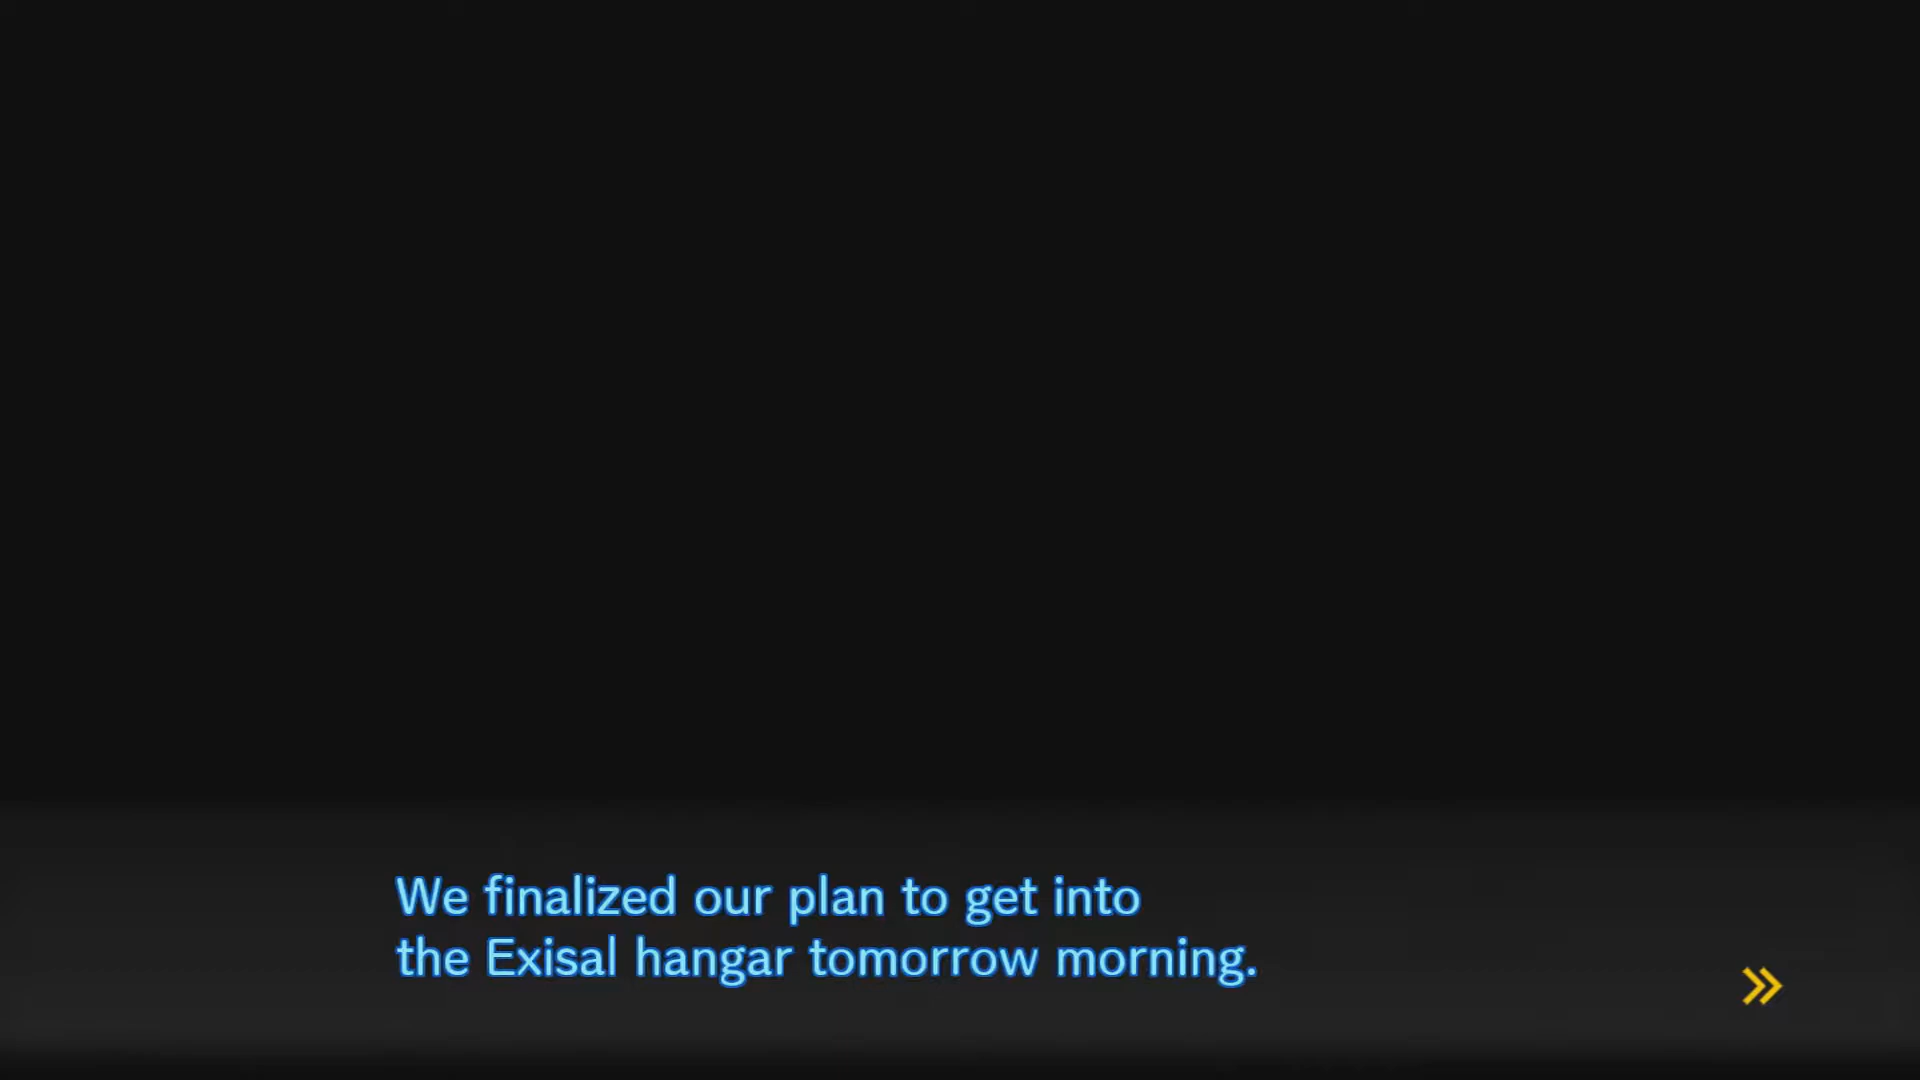 We finalized our plan to get into
the Exisal hangar tomorrow morning.